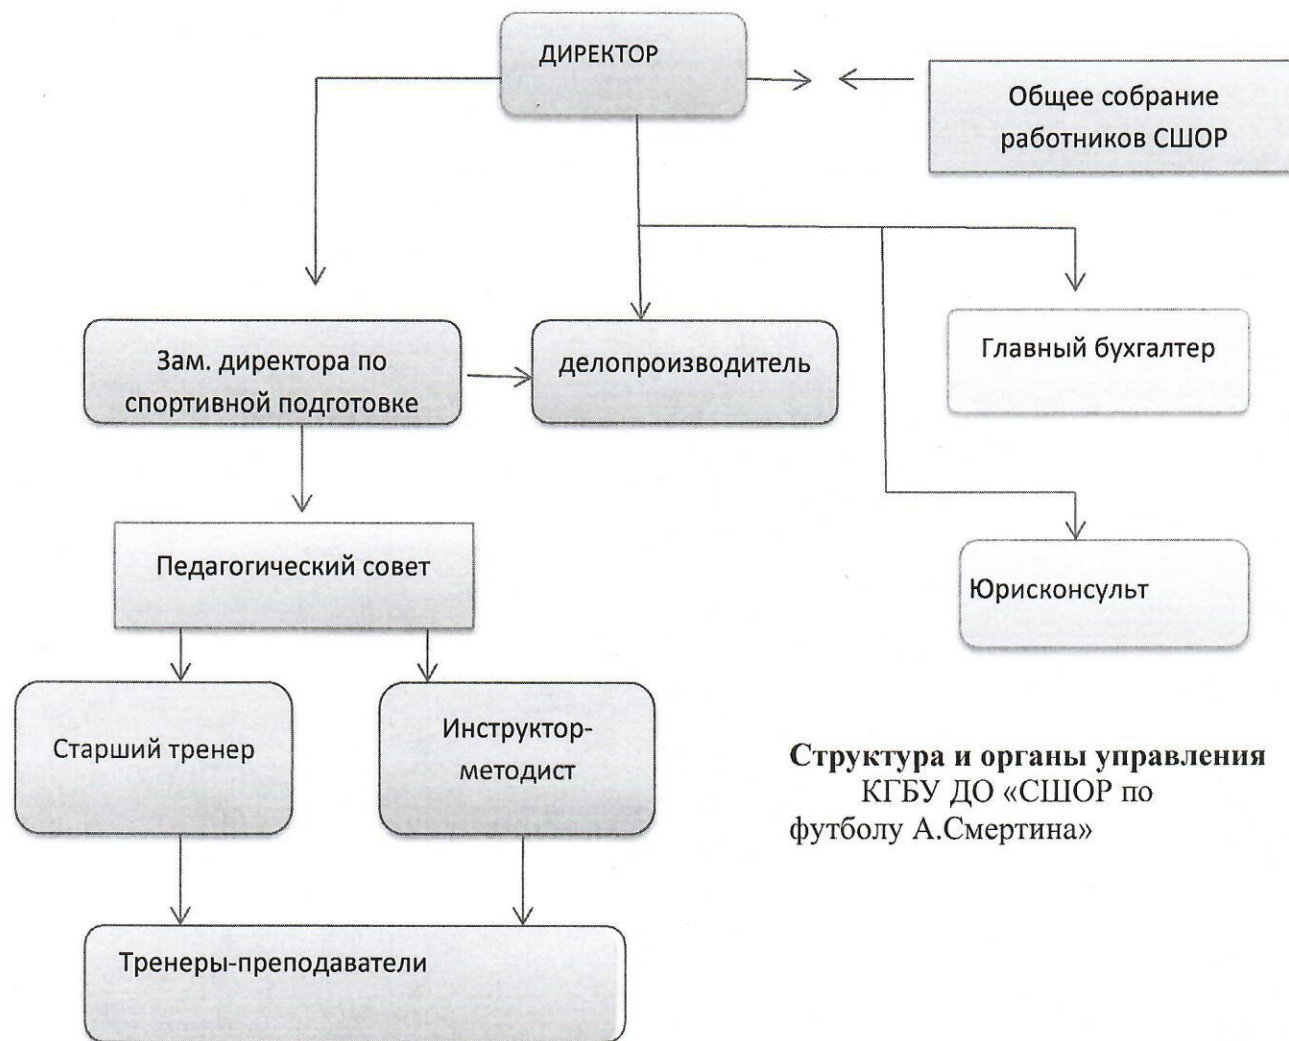 ДИРЕКТОР
Общее собрание
работников СШОР
Зам. директора по
спортивной подготовке
делопроизводитель
Главный бухгалтер
Педагогический совет
Юрисконсульт
Старший тренер
Инструктор-
методист
Структура и органы управления
КГБУ ДО «СШОР по
футболу А.Смертина»
Тренеры-преподаватели